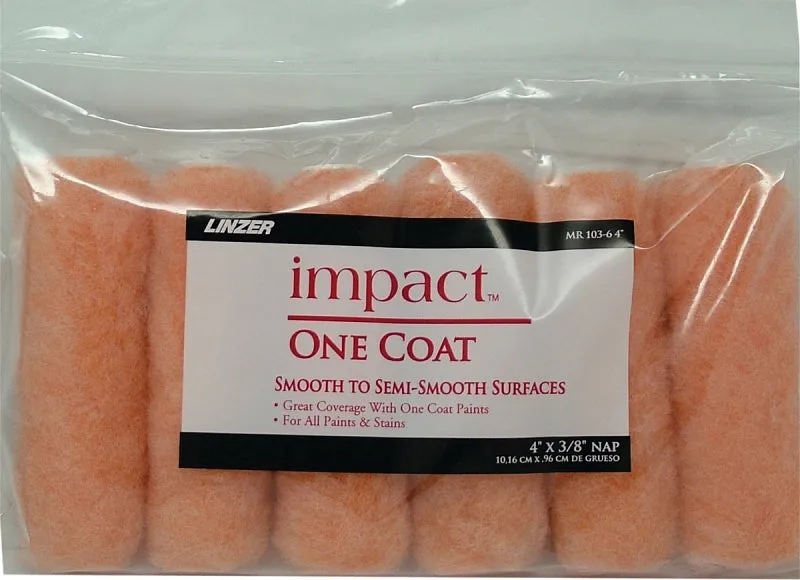 LINZER
MR 103-6 4"
impact™
ONE COAT
SMOOTH TO SEMI-SMOOTH SURFACES
• Great Coverage With One Coat Paints
• For All Paints & Stains
4" X 3/8" NAP
10,16 CM X .96 CM DE GRUESO